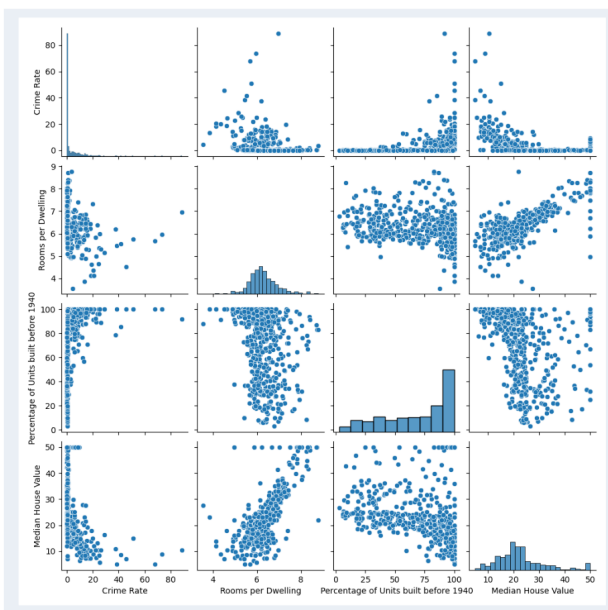 Crime Rate
80
60
40
20
0
Rooms per Dwelling
9
8
7
6
5
4
Percentage of Units built before 1940
100
80
60
40
20
0
Median House Value
50
40
30
20
10
0 20 40 60 80
4 6 8
0 25 50 75 100
10 20 30 40 50
Crime Rate
Rooms per Dwelling
Percentage of Units built before 1940
Median House Value